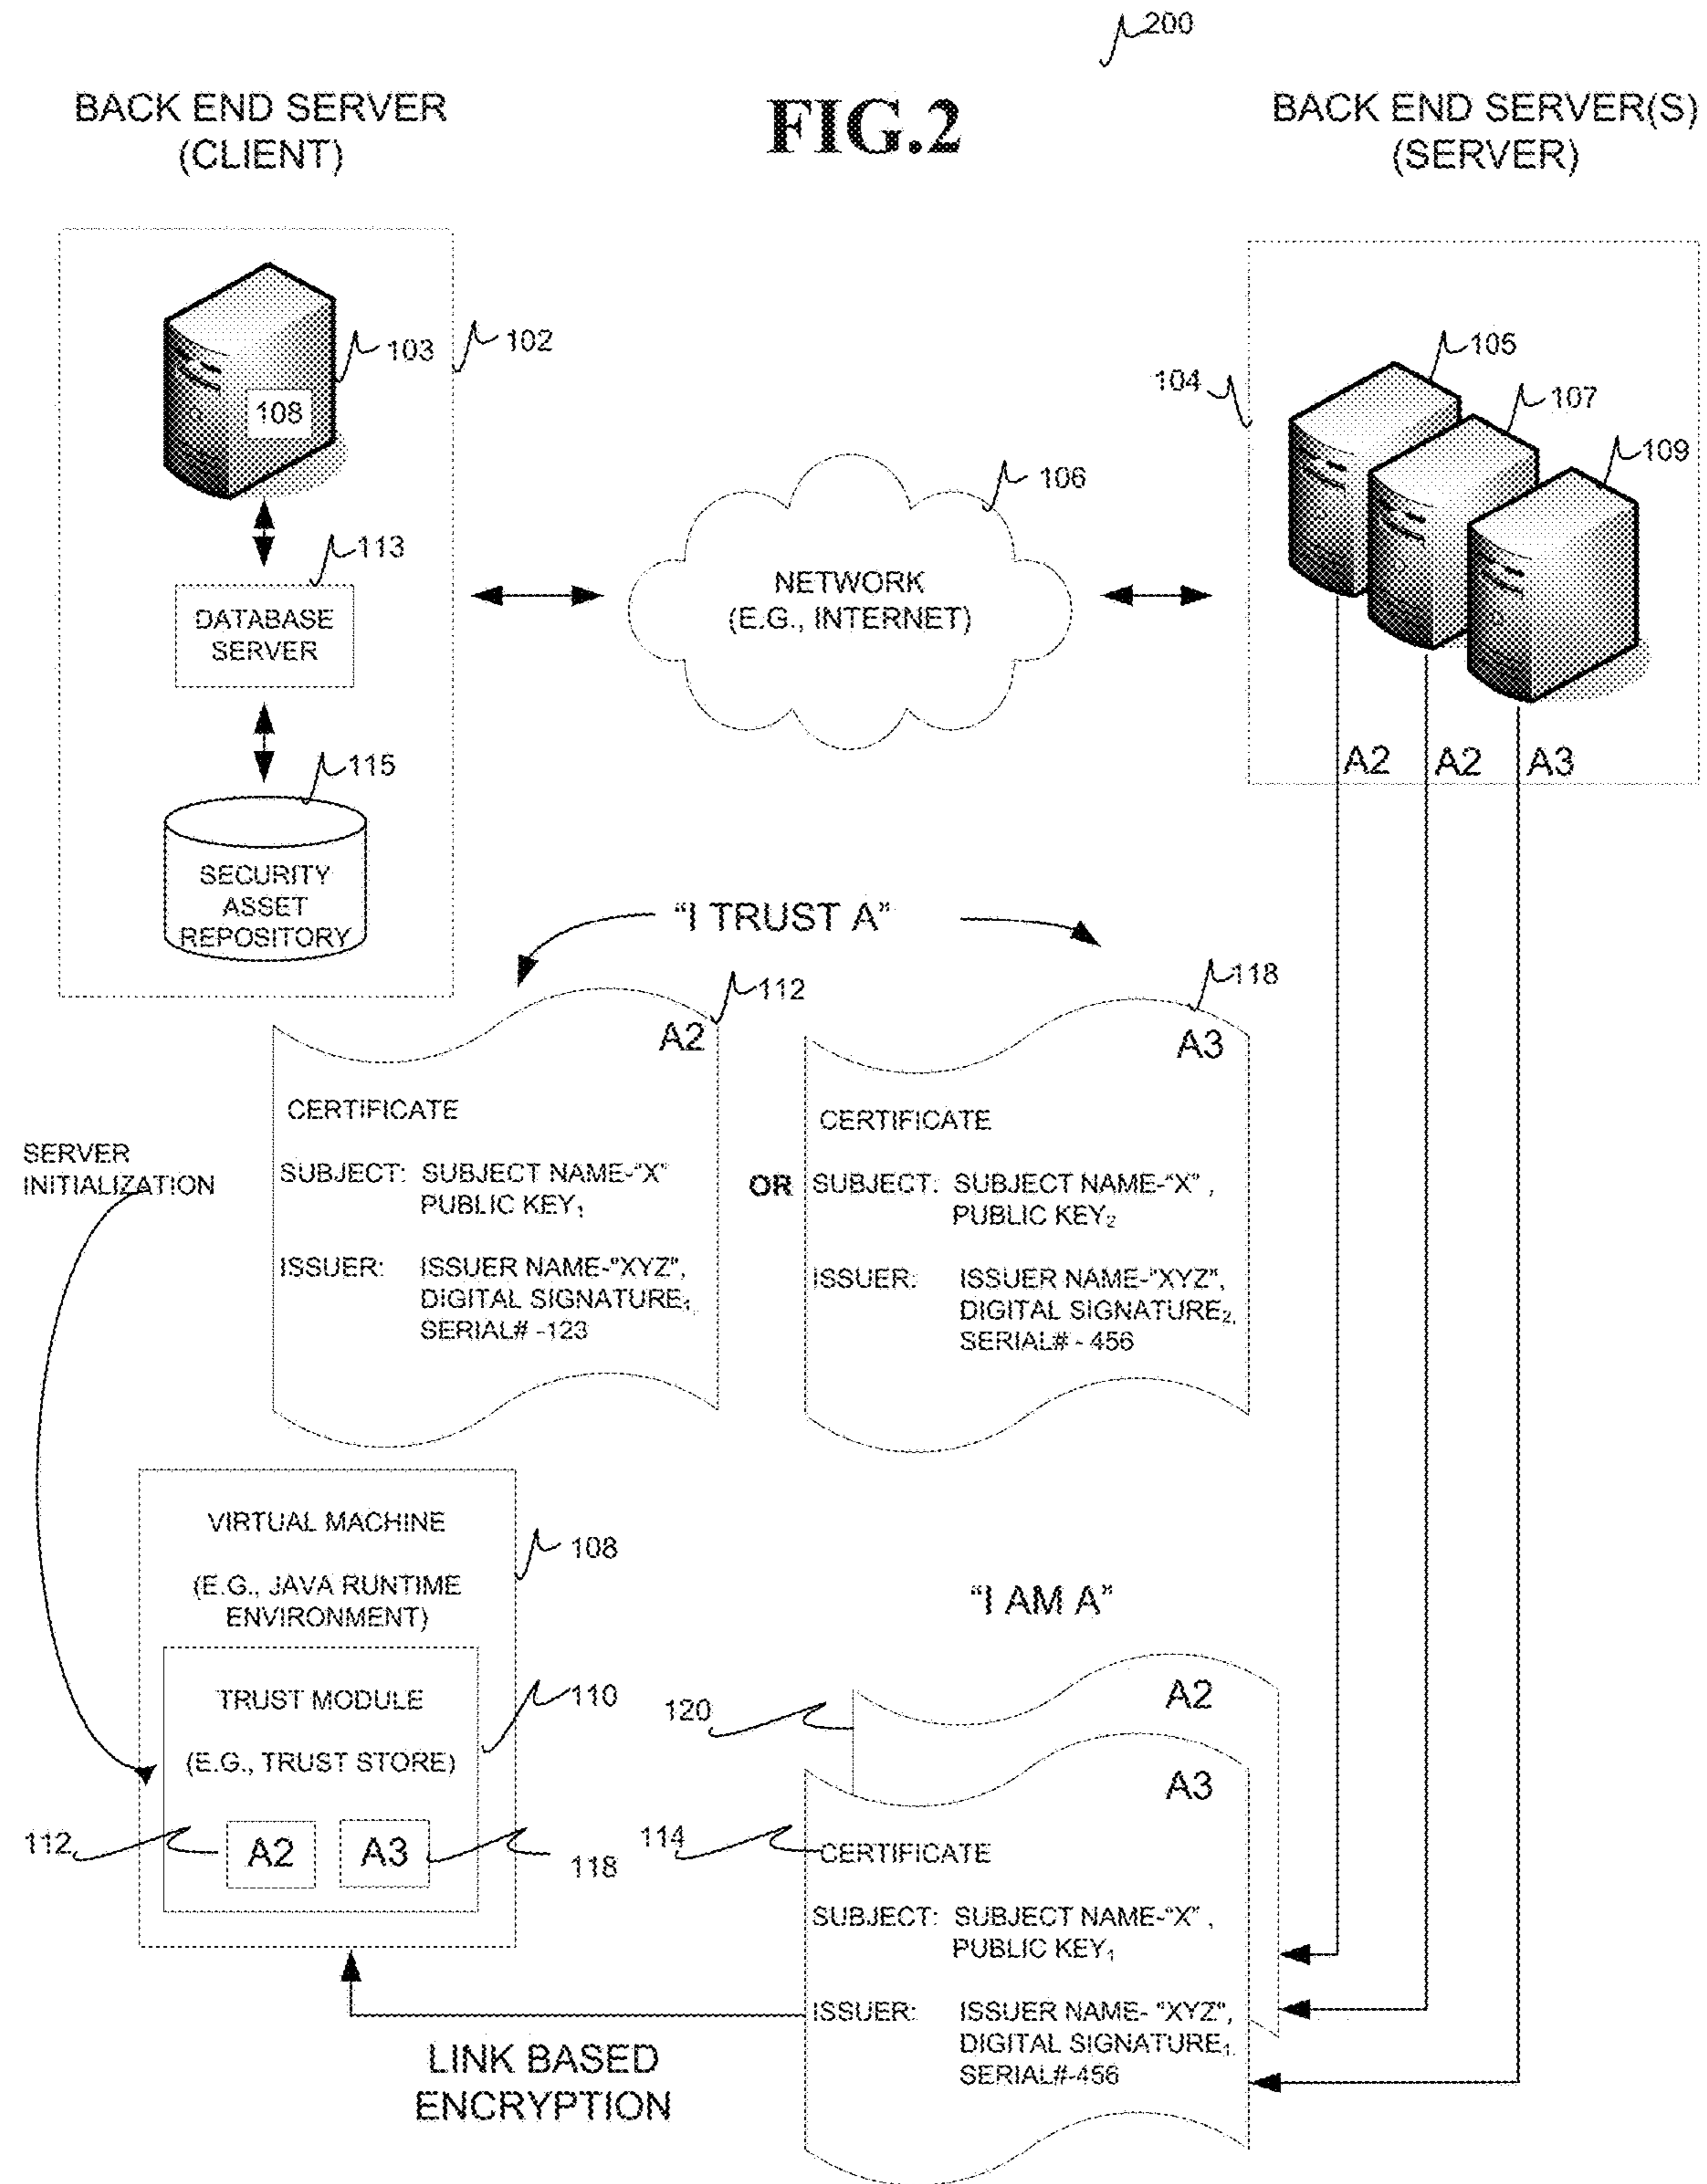 200
BACK END SERVER
(CLIENT)
FIG.2
BACK END SERVER(S)
(SERVER)
103
102
108
113
DATABASE
SERVER
115
SECURITY
ASSET
REPOSITORY
106
NETWORK
(E.G., INTERNET)
104
105
107
109
A2
A2
A3
"I TRUST A"
112
A2
CERTIFICATE
SUBJECT: SUBJECT NAME-"X"
PUBLIC KEY₁
ISSUER: ISSUER NAME-"XYZ",
DIGITAL SIGNATURE₁,
SERIAL# -123
OR
118
A3
CERTIFICATE
SUBJECT: SUBJECT NAME-"X" ,
PUBLIC KEY₂
ISSUER: ISSUER NAME-"XYZ",
DIGITAL SIGNATURE₂,
SERIAL# - 456
SERVER
INITIALIZATION
VIRTUAL MACHINE
(E.G., JAVA RUNTIME
ENVIRONMENT)
108
TRUST MODULE
(E.G., TRUST STORE)
110
112
A2
A3
118
"I AM A"
120
A2
A3
114
CERTIFICATE
SUBJECT: SUBJECT NAME-"X" ,
PUBLIC KEY₁
ISSUER: ISSUER NAME- "XYZ",
DIGITAL SIGNATURE₁,
SERIAL#-456
LINK BASED
ENCRYPTION